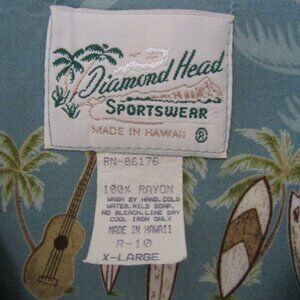 Diamond Head
SPORTSWEAR
MADE IN HAWAII ®
RN-86176
100% RAYON
WASH BY HAND. COLD
WATER. MILD SOAP.
NO BLEACH. LINE DRY
COOL IRON ONLY
MADE IN HAWAII
R-10
X-LARGE